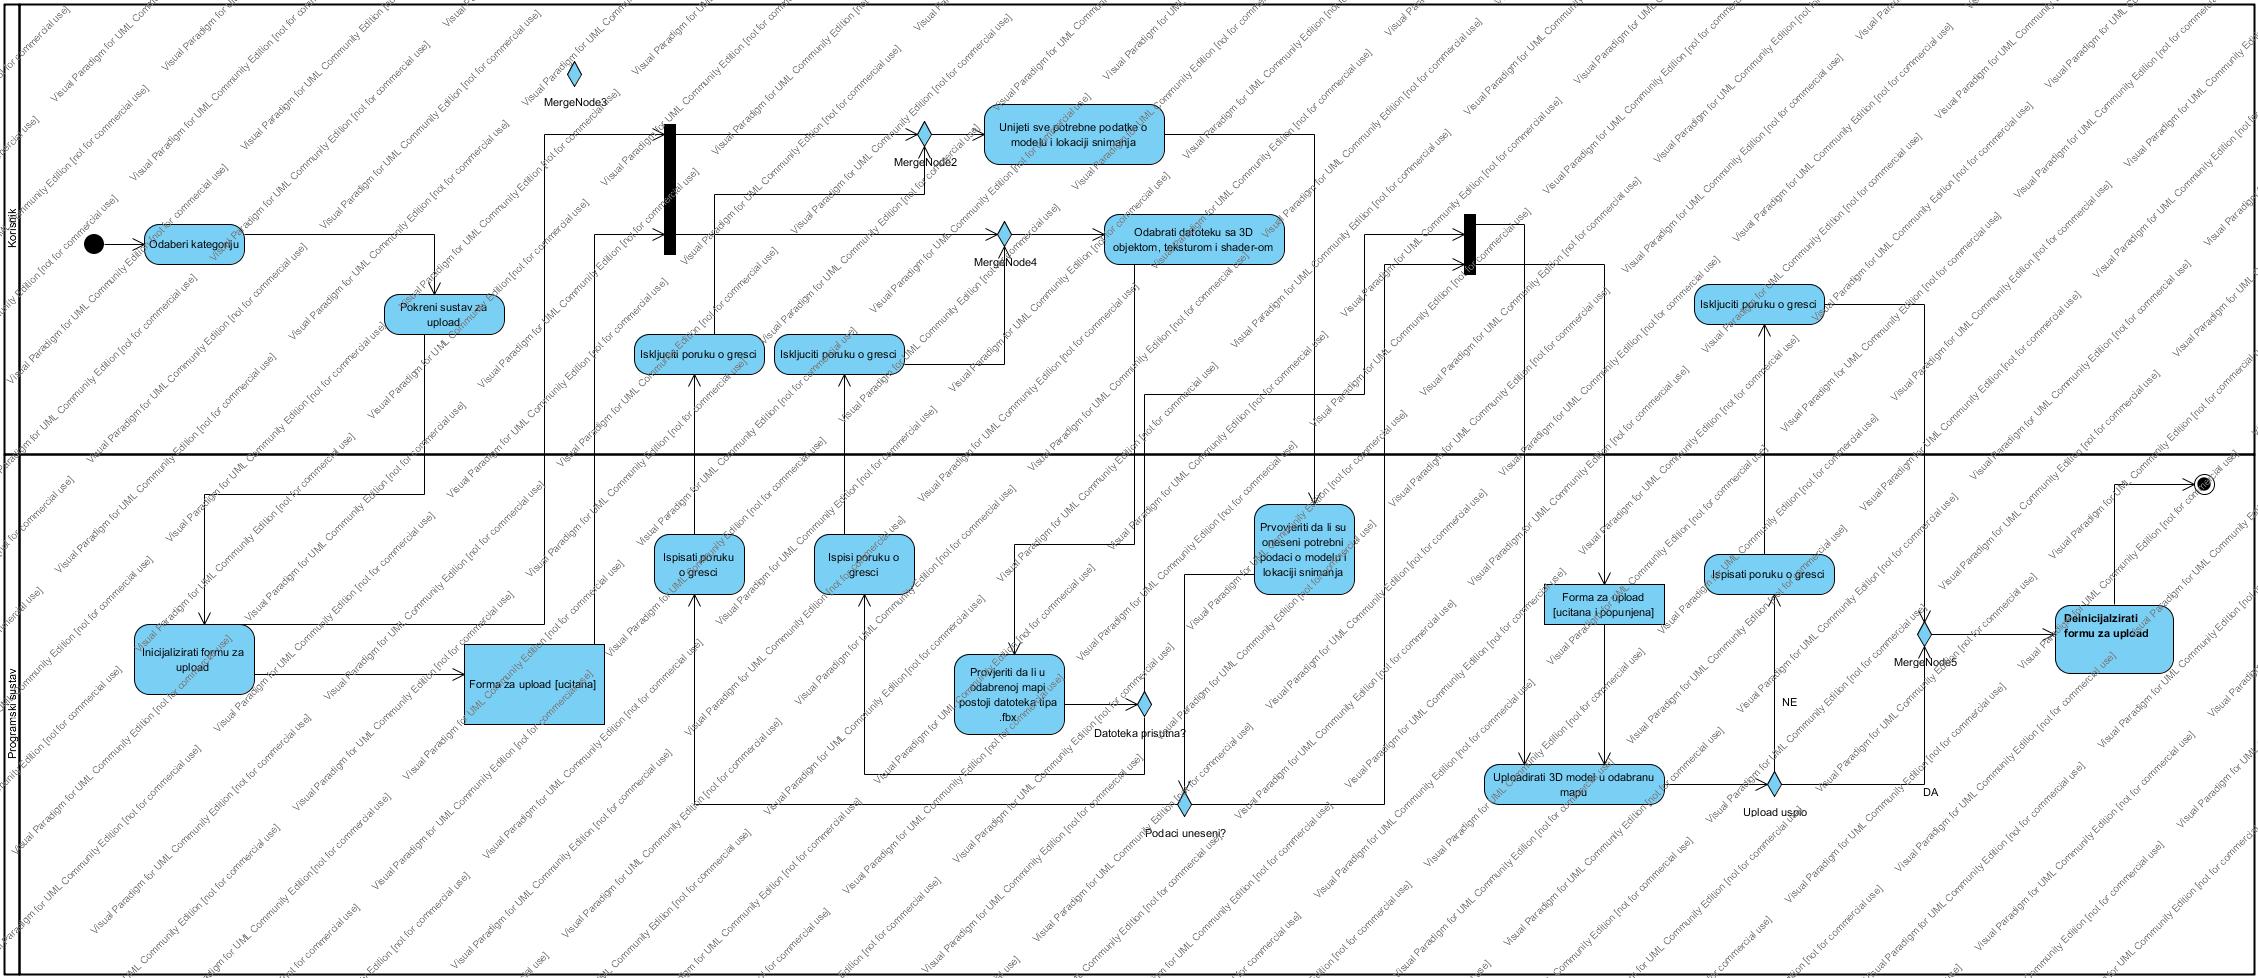 MergeNode3
Unijeti sve potrebne podatke o
modelu i lokaciji snimanja
MergeNode2
Korisnik
Odaberi kategoriju
Odabrati datoteku sa 3D
objektom, teksturom i shader-om
MergeNode4
Pokreni sustav za
upload
Iskljuciti poruku o gresci
Iskljuciti poruku o gresci
Iskljuciti poruku o gresci
Programski sustav
Inicijalizirati formu za
upload
Forma za upload [ucitana]
Ispisati poruku
o gresci
Ispisi poruku o
gresci
Prvovjeriti da li su
oneseni potrebni
podaci o modelu i
lokaciji snimanja
Provjeriti da li u
odabrenoj mapi
postoji datoteka tipa
.fbx
Datoteka prisutna?
Podaci uneseni?
Forma za upload
[ucitana i popunjena]
Ispisati poruku o gresci
Uploadirati 3D model u odabranu
mapu
Upload uspio
NE
DA
MergeNode5
Deinicijalzirati
formu za upload
Visual Paradigm for UML Community Edition [not for commercial use]